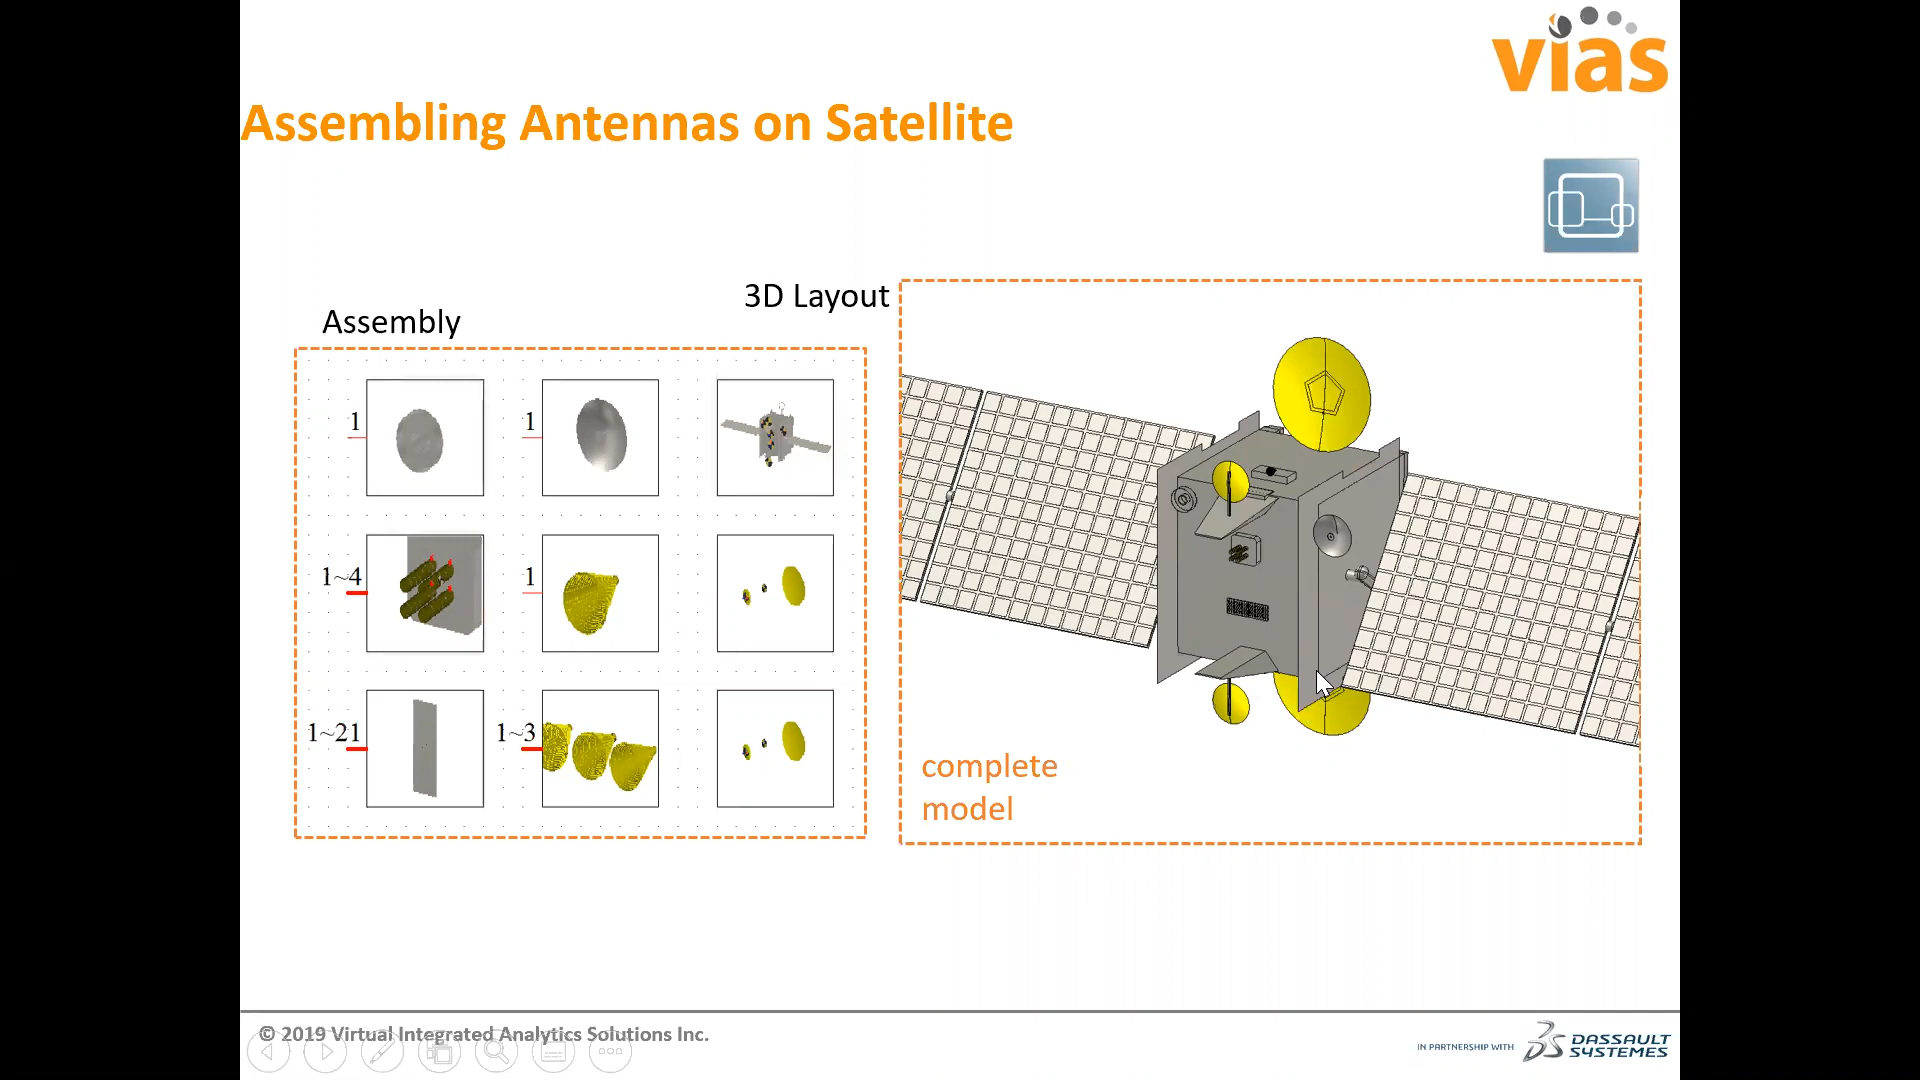 vias
Assembling Antennas on Satellite
3D Layout
Assembly
1
1
1~4
1
1~21
1~3
complete
model
© 2019 Virtual Integrated Analytics Solutions Inc.
IN PARTNERSHIP WITH
DASSAULT
SYSTEMES